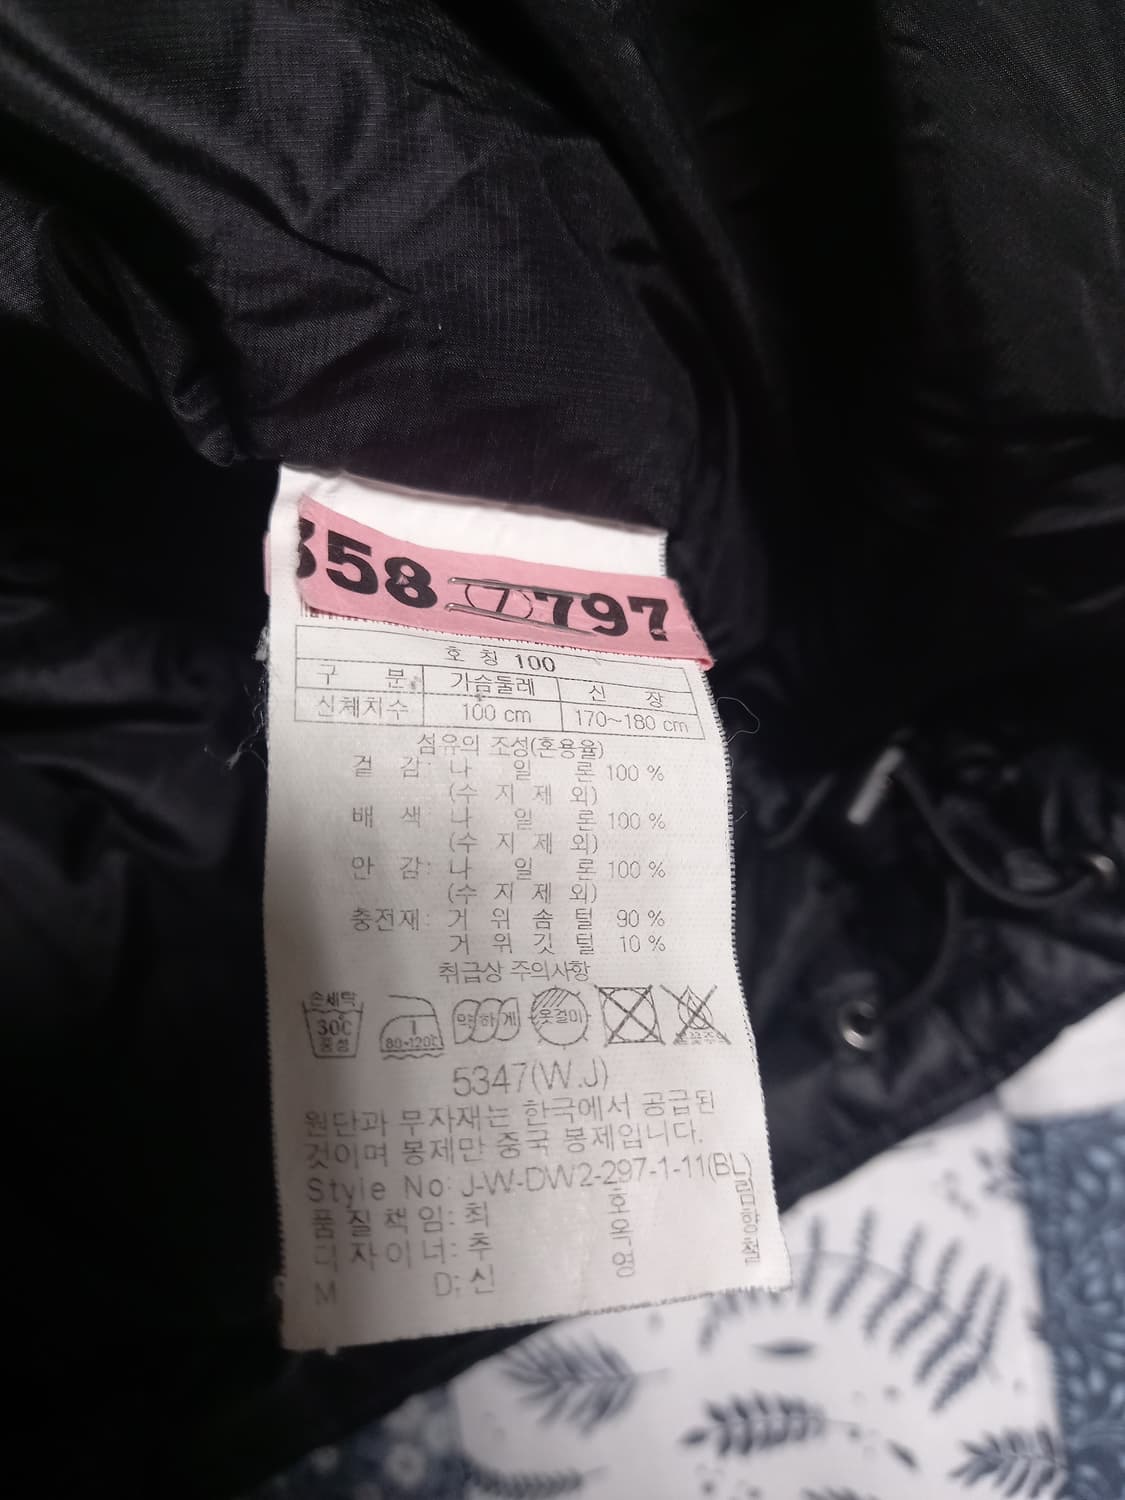 358 7 797
호 칭 100
구 분 가슴둘레 신 장
신체치수 100 cm 170~180 cm
섬유의 조성(혼용율)
겉 감: 나 일 론 100 %
(수 지 제 외)
배 색: 나 일 론 100 %
(수 지 제 외)
안 감: 나 일 론 100 %
(수 지 제 외)
충전재: 거 위 솜 털 90 %
거 위 깃 털 10 %
취급상 주의사항
손세탁 30℃ 중성 1 80~120℃ 약하게 옷걸이
5347(W.J)
원단과 부자재는 한국에서 공급된
것이며 봉제만 중국 봉제입니다.
Style No: J-W-DW2-297-1-11(BL)
품질책임: 최 호 림
디자이너: 추 옥 향
M D: 신 영 철